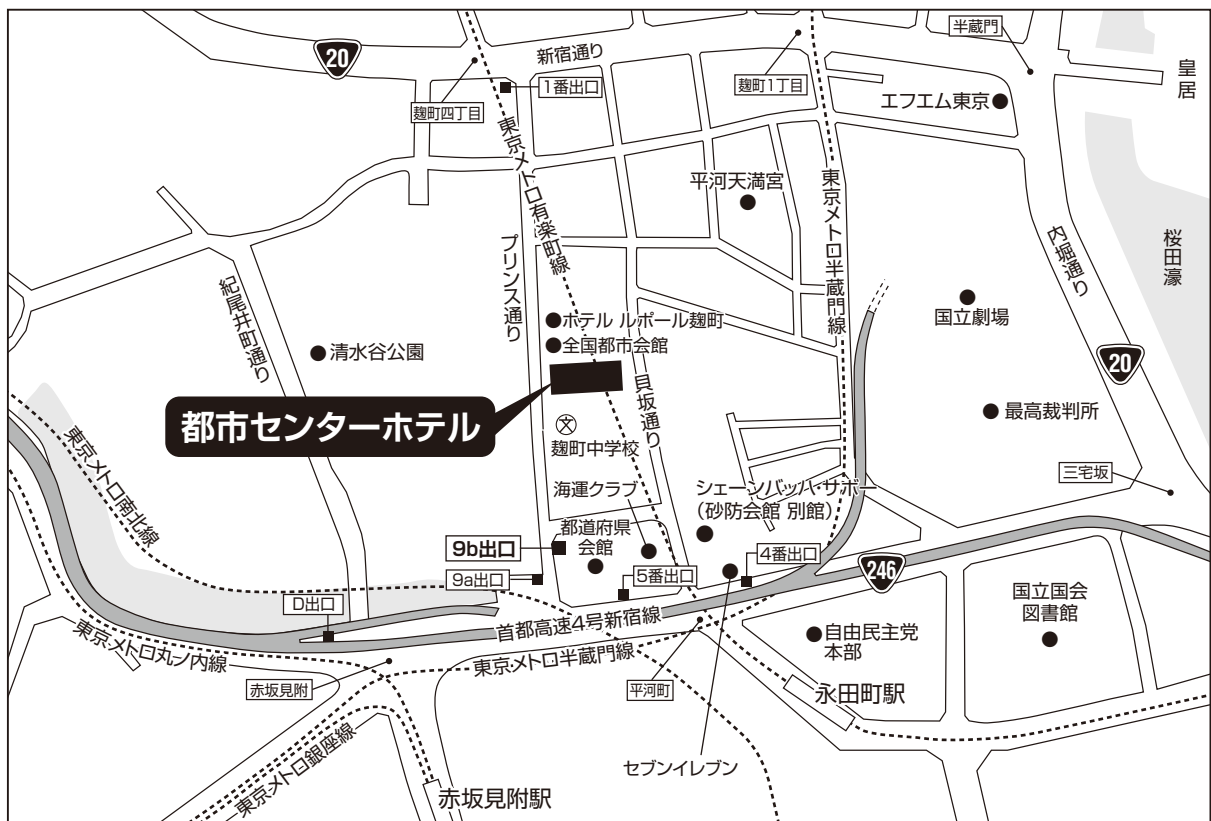 半蔵門
20
新宿通り
麹町四丁目
1番出口
麹町1丁目
エフエム東京
皇居
東京メトロ有楽町線
平河天満宮
東京メトロ半蔵門線
内堀通り
桜田濠
プリンス通り
紀尾井町通り
国立劇場
清水谷公園
ホテル ルポール麹町
全国都市会館
20
都市センターホテル
貝坂通り
最高裁判所
麹町中学校
文
東京メトロ南北線
海運クラブ
シェーンバッハ・サボー
(砂防会館 別館)
三宅坂
都道府県
会館
9b出口
4番出口
9a出口
5番出口
246
D出口
国立国会
図書館
首都高速4号新宿線
自由民主党
本部
東京メトロ丸ノ内線
東京メトロ半蔵門線
赤坂見附
平河町
永田町駅
東京メトロ銀座線
セブンイレブン
赤坂見附駅